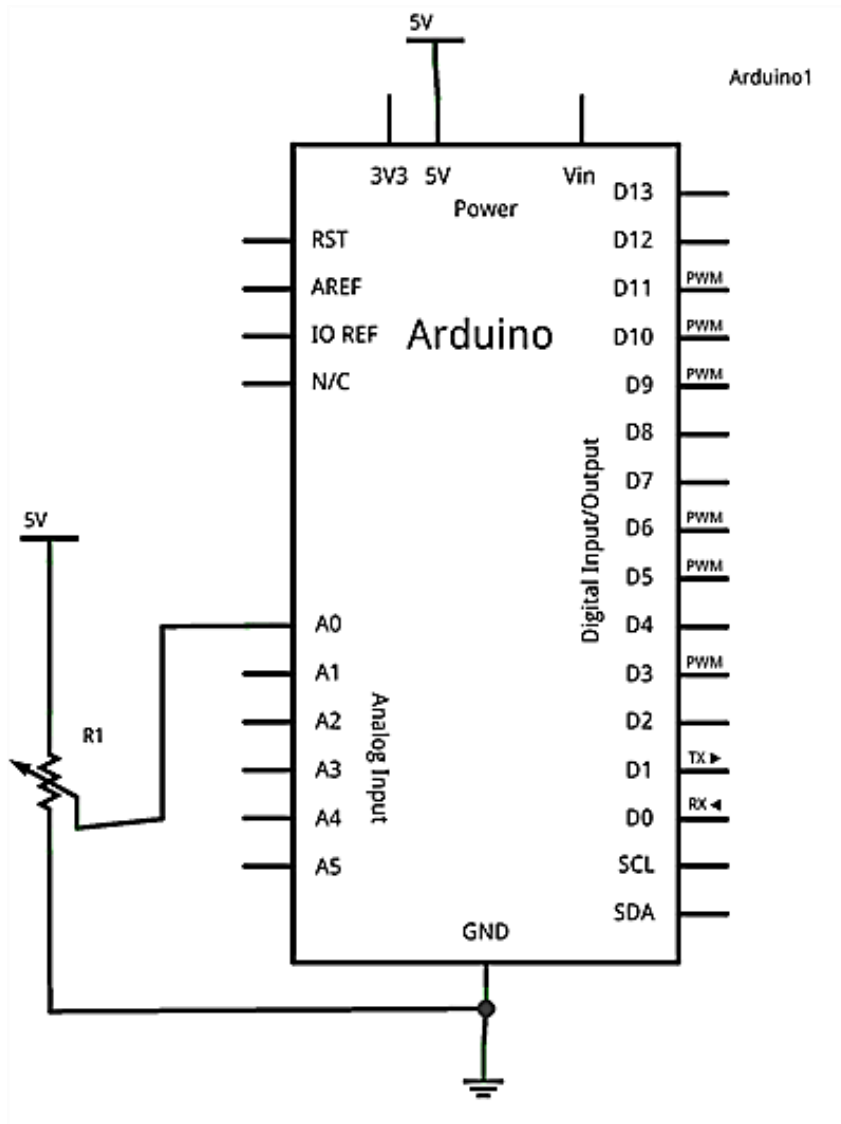 5V
Arduino1
3V3 5V Vin
Power
D13
RST
D12
AREF
D11 PWM
IO REF
Arduino
D10 PWM
N/C
D9 PWM
D8
D7
Digital Input/Output
5V
D6 PWM
D5 PWM
A0
D4
A1
D3 PWM
A2
D2
R1
Analog Input
A3
D1 TX ▶
A4
D0 RX ◀
A5
SCL
SDA
GND